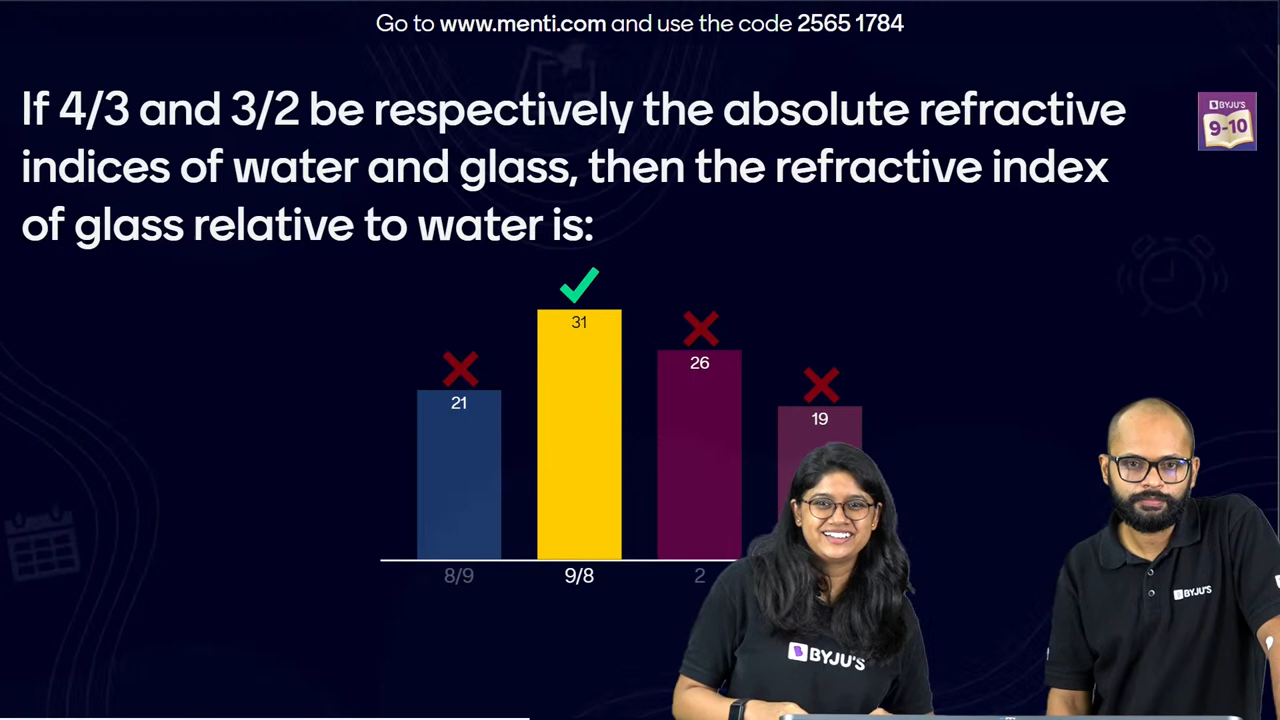 Go to www.menti.com and use the code 2565 1784
If 4/3 and 3/2 be respectively the absolute refractive
indices of water and glass, then the refractive index
of glass relative to water is:
BYJU'S
9-10
31
26
21
19
8/9
9/8
2
BYJU'S
BYJU'S